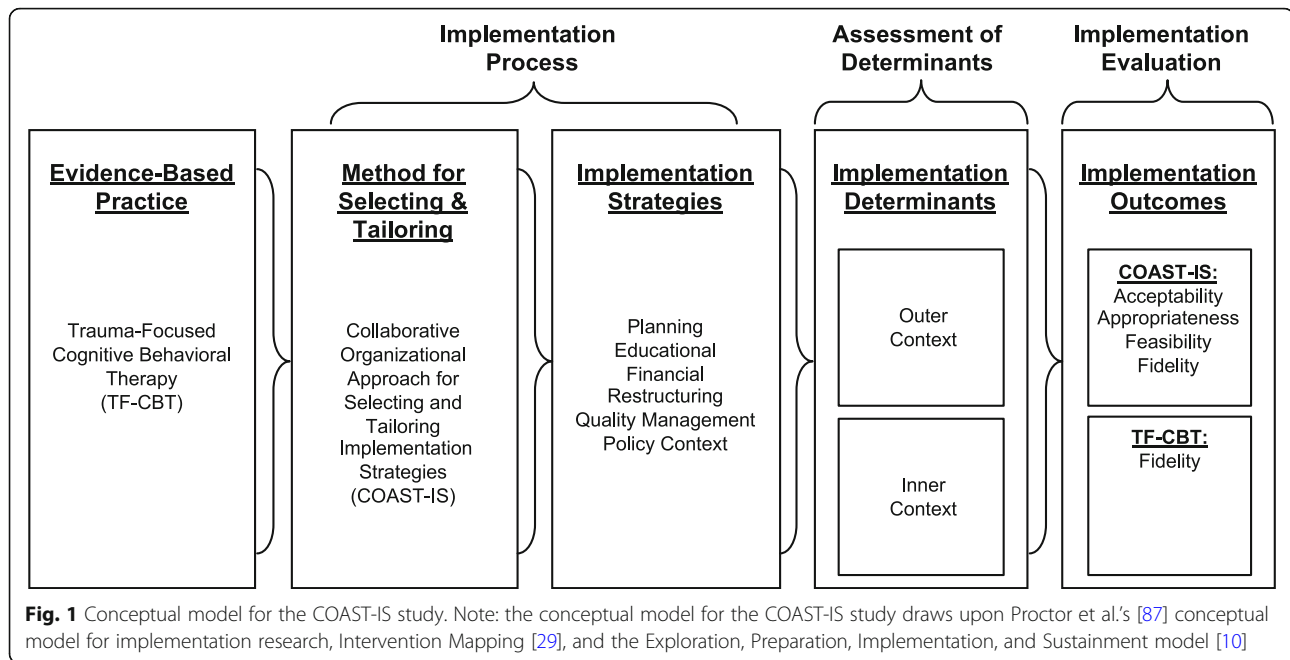 Implementation
Process
Assessment of
Determinants
Implementation
Evaluation
Evidence-Based
Practice
Trauma-Focused
Cognitive Behavioral
Therapy
(TF-CBT)
Method for
Selecting &
Tailoring
Collaborative
Organizational
Approach for
Selecting and
Tailoring
Implementation
Strategies
(COAST-IS)
Implementation
Strategies
Planning
Educational
Financial
Restructuring
Quality Management
Policy Context
Implementation
Determinants
Outer
Context
Inner
Context
Implementation
Outcomes
COAST-IS:
Acceptability
Appropriateness
Feasibility
Fidelity
TF-CBT:
Fidelity
Fig. 1 Conceptual model for the COAST-IS study. Note: the conceptual model for the COAST-IS study draws upon Proctor et al.'s [87] conceptual
model for implementation research, Intervention Mapping [29], and the Exploration, Preparation, Implementation, and Sustainment model [10]